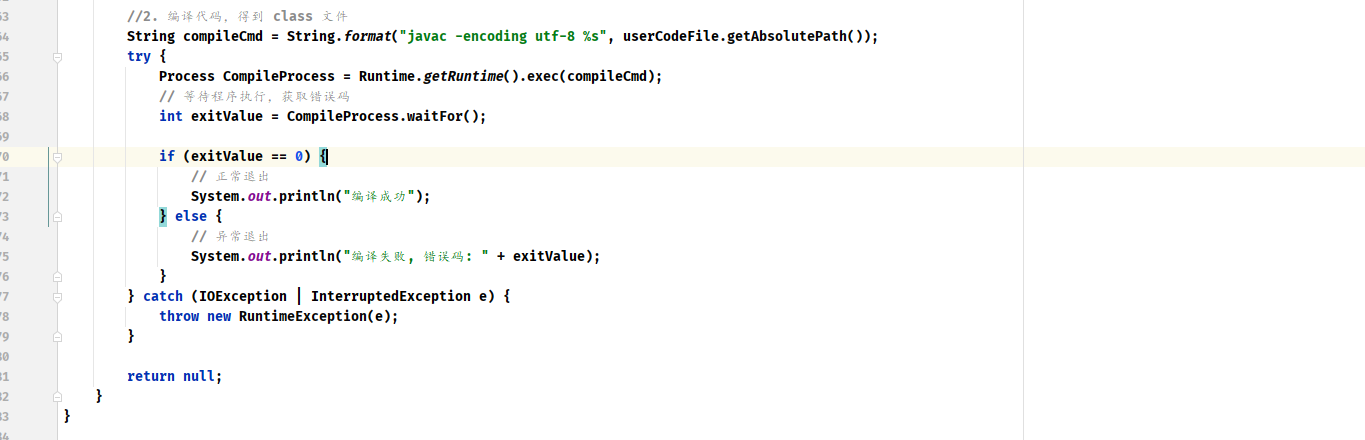 63 //2. 编译代码, 得到 class 文件
64 String compileCmd = String.format("javac -encoding utf-8 %s", userCodeFile.getAbsolutePath());
65 try {
66 Process CompileProcess = Runtime.getRuntime().exec(compileCmd);
67 // 等待程序执行, 获取错误码
68 int exitValue = CompileProcess.waitFor();
69
70 if (exitValue == 0) {
71 // 正常退出
72 System.out.println("编译成功");
73 } else {
74 // 异常退出
75 System.out.println("编译失败, 错误码: " + exitValue);
76 }
77 } catch (IOException | InterruptedException e) {
78 throw new RuntimeException(e);
79 }
80
81 return null;
82 }
83 }
84